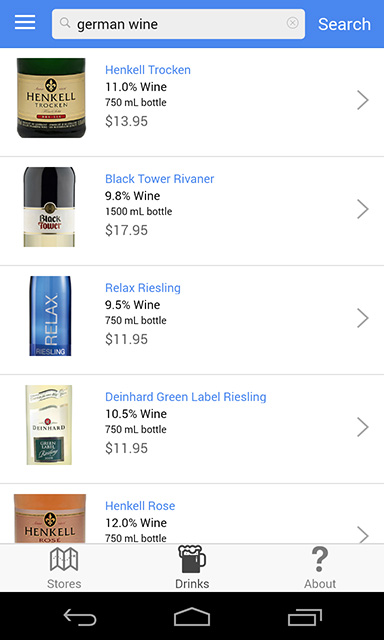 german wine
Search
HENKELL
TROCKEN
Henkell Trocken
11.0% Wine
750 mL bottle
$13.95
Black
Tower
Black Tower Rivaner
9.8% Wine
1500 mL bottle
$17.95
RELAX
RIESLING
Relax Riesling
9.5% Wine
750 mL bottle
$11.95
DEINHARD
GREEN
LABEL
Riesling
Deinhard Green Label Riesling
10.5% Wine
750 mL bottle
$11.95
HENKELL
ROSÉ
Henkell Rose
12.0% Wine
750 mL bottle
Stores
Drinks
? 
About